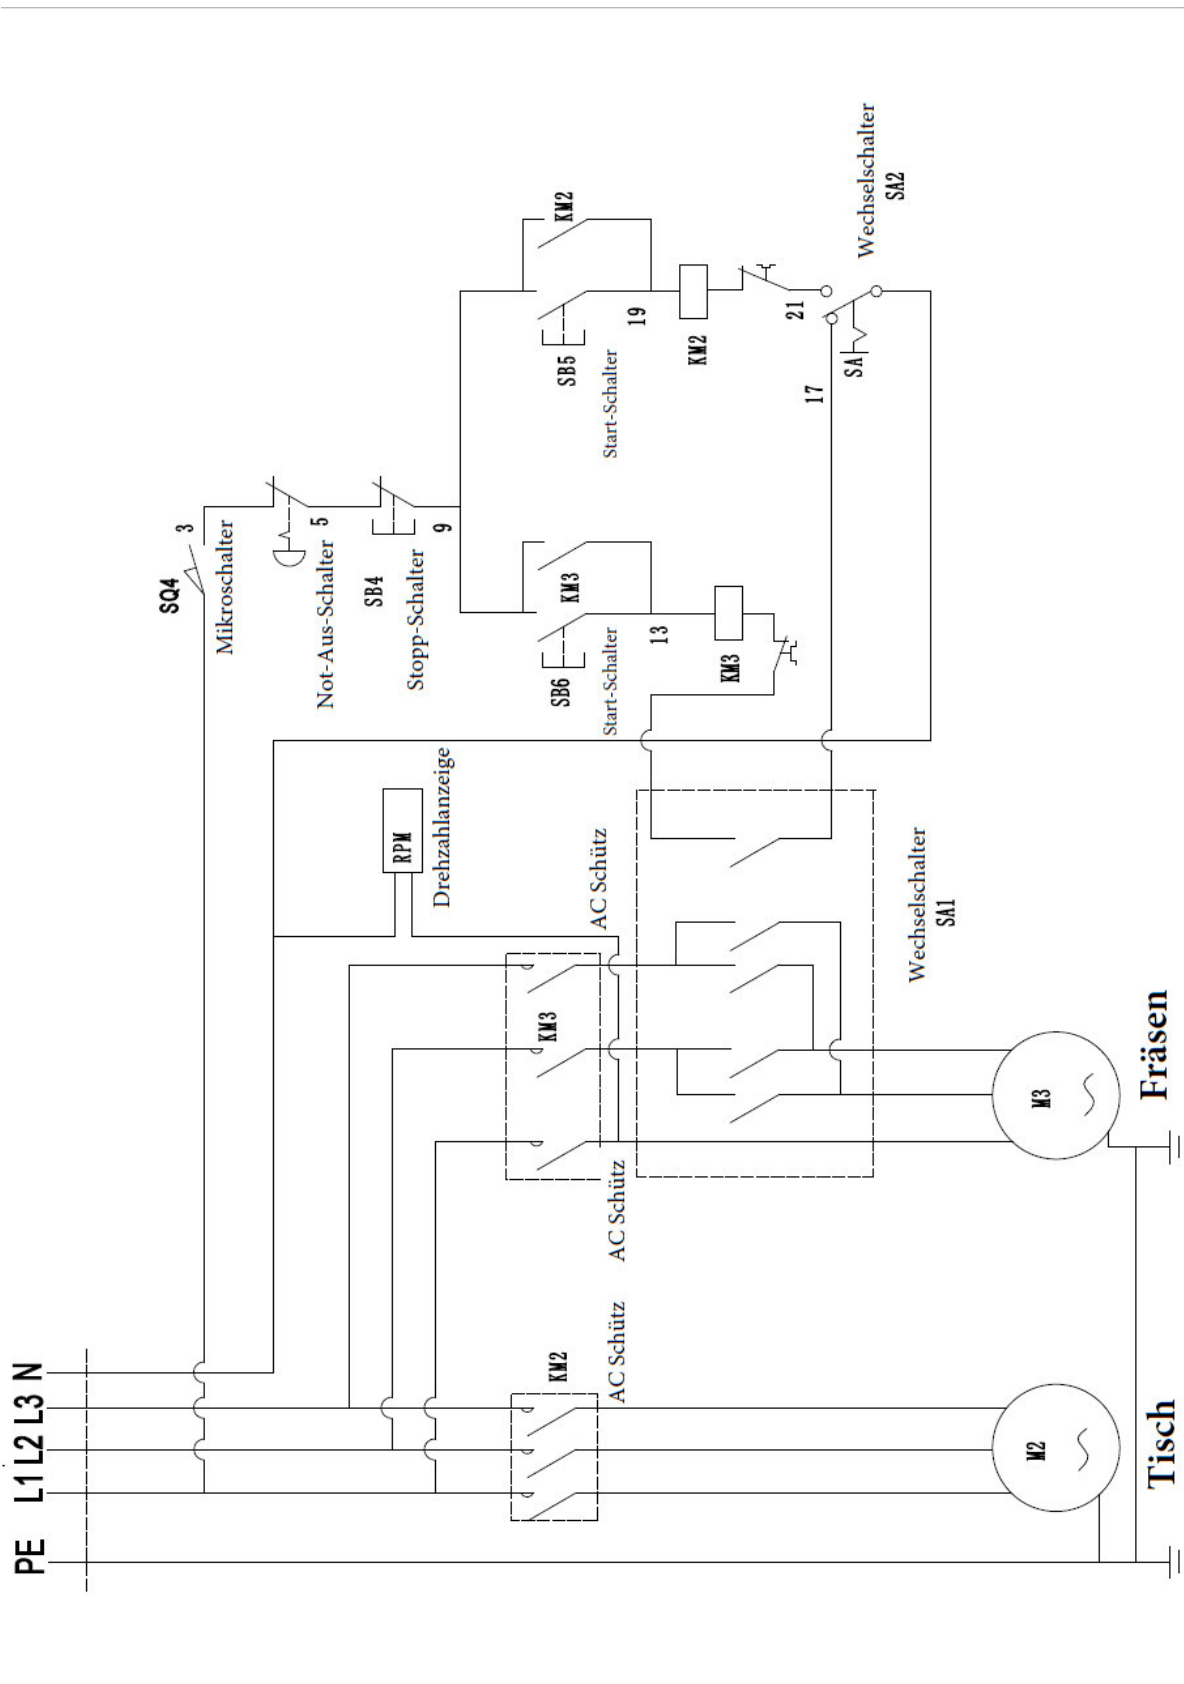 PE
L1 L2 L3 N
SQ4
3
Mikroschalter
5
Not-Aus-Schalter
SB4
9
Stopp-Schalter
RPM
Drehzahlanzeige
KM2
SB5
Start-Schalter
19
KM2
21
Wechselschalter
SA2
SA
17
KM3
SB6
Start-Schalter
13
KM3
AC Schütz
KM3
AC Schütz
KM2
AC Schütz
Wechselschalter
SA1
M3
Fräsen
M2
Tisch